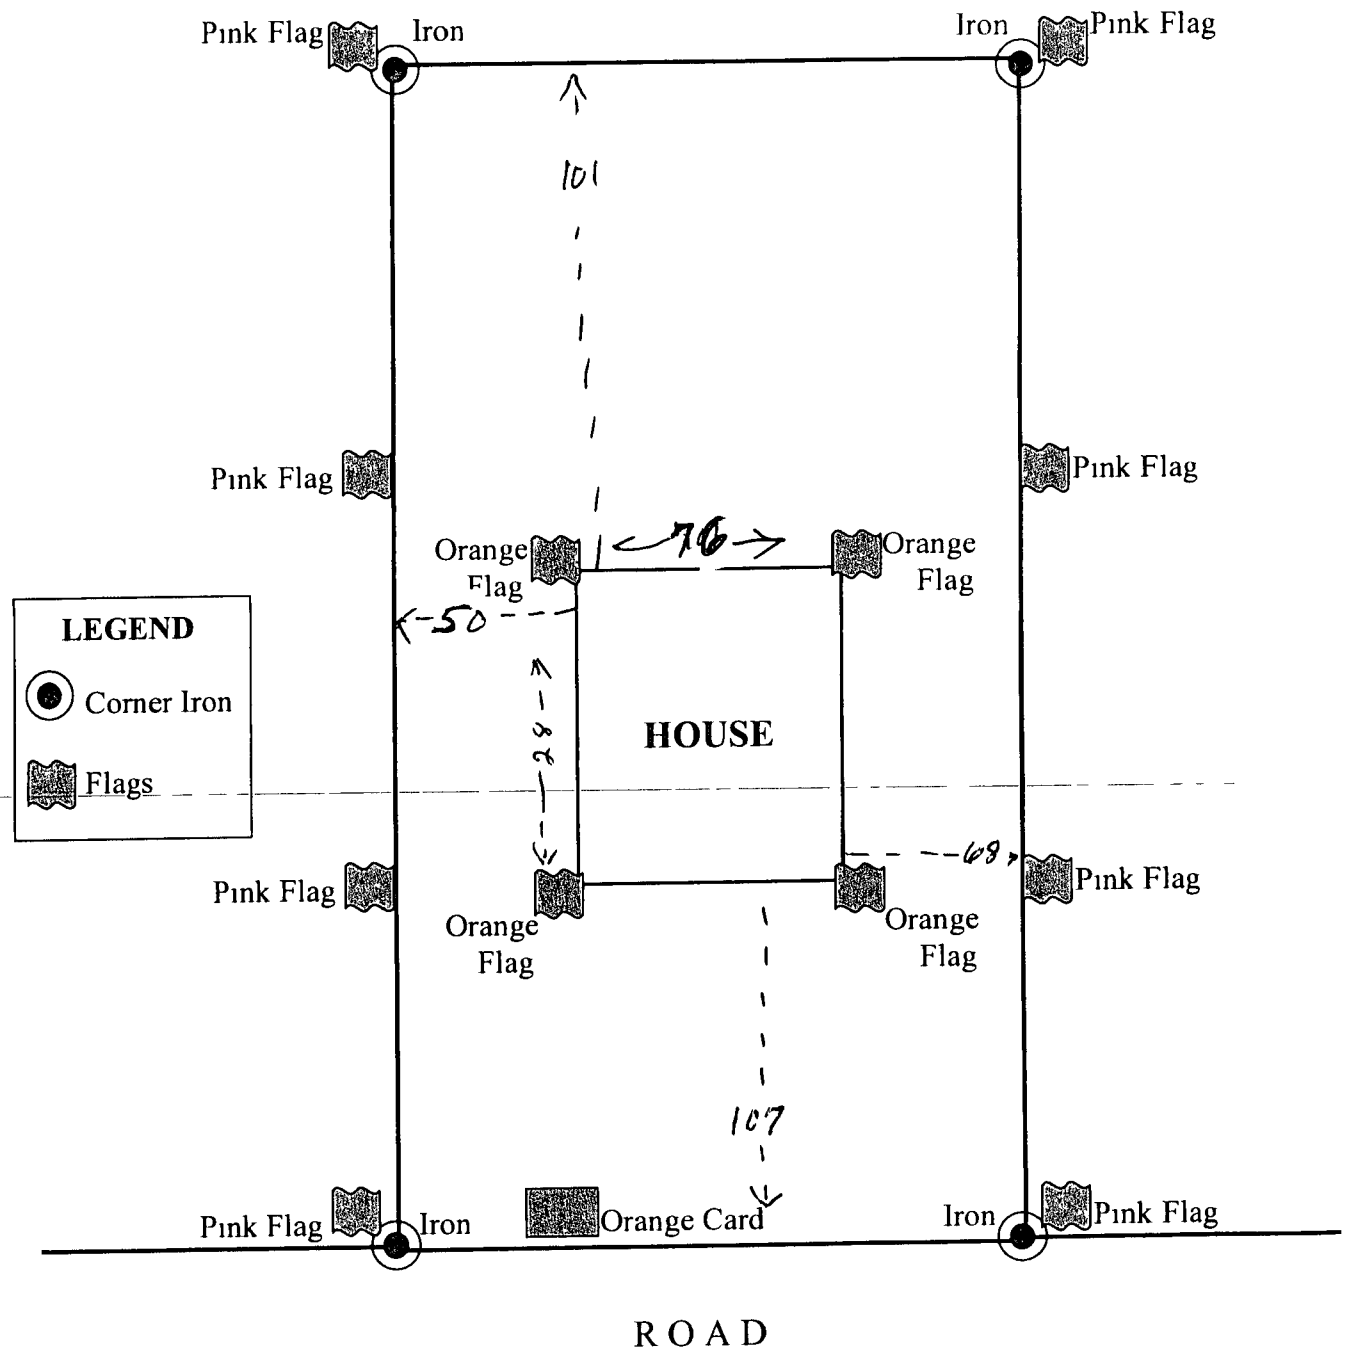 Pink Flag
Iron
Iron
Pink Flag
101
Pink Flag
Pink Flag
76
Orange
Flag
Orange
Flag
50
LEGEND
Corner Iron
Flags
28
HOUSE
68
Pink Flag
Pink Flag
Orange
Flag
Orange
Flag
107
Pink Flag
Iron
Orange Card
Iron
Pink Flag
ROAD